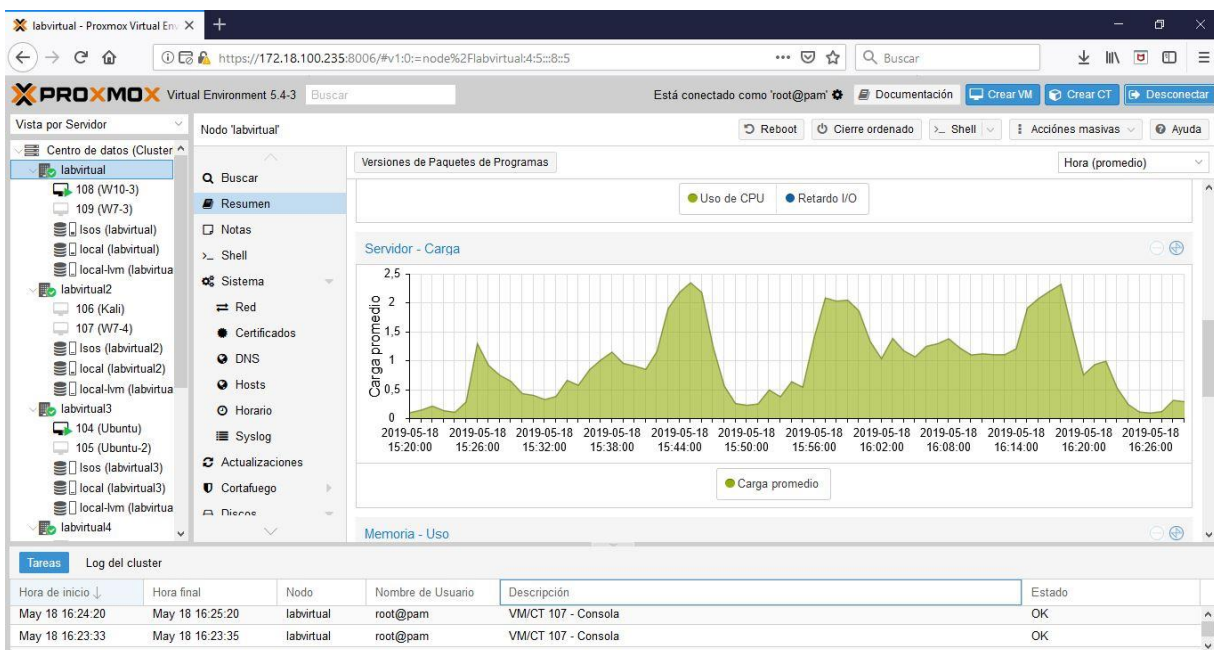 labvirtual - Proxmox Virtual Env
https://172.18.100.235:8006/#v1:0:=node%2Flabvirtual:4:5:::8::5
Buscar
PROXMOX Virtual Environment 5.4-3 Buscar
Está conectado como 'root@pam' Documentación Crear VM Crear CT Desconectar
Vista por Servidor
Centro de datos (Cluster
labvirtual
108 (W10-3)
109 (W7-3)
Isos (labvirtual)
local (labvirtual)
local-lvm (labvirtua
labvirtual2
106 (Kali)
107 (W7-4)
Isos (labvirtual2)
local (labvirtual2)
local-lvm (labvirtua
labvirtual3
104 (Ubuntu)
105 (Ubuntu-2)
Isos (labvirtual3)
local (labvirtual3)
local-lvm (labvirtua
labvirtual4
Nodo 'labvirtual'
Reboot Cierre ordenado >_ Shell Acciónes masivas Ayuda
Buscar
Resumen
Notas
>_ Shell
Sistema
Red
Certificados
DNS
Hosts
Horario
Syslog
Actualizaciones
Cortafuego
Discos
Versiones de Paquetes de Programas
Hora (promedio)
Uso de CPU Retardo I/O
Servidor - Carga
Carga promedio
2,5
2
1,5
1
0,5
0
2019-05-18 2019-05-18 2019-05-18 2019-05-18 2019-05-18 2019-05-18 2019-05-18 2019-05-18 2019-05-18 2019-05-18 2019-05-18 2019-05-18
15:20:00 15:26:00 15:32:00 15:38:00 15:44:00 15:50:00 15:56:00 16:02:00 16:08:00 16:14:00 16:20:00 16:26:00
Carga promedio
Memoria - Uso
Tareas Log del cluster
Hora de inicio Hora final Nodo Nombre de Usuario Descripción Estado
May 18 16:24:20 May 18 16:25:20 labvirtual root@pam VM/CT 107 - Consola OK
May 18 16:23:33 May 18 16:23:35 labvirtual root@pam VM/CT 107 - Consola OK